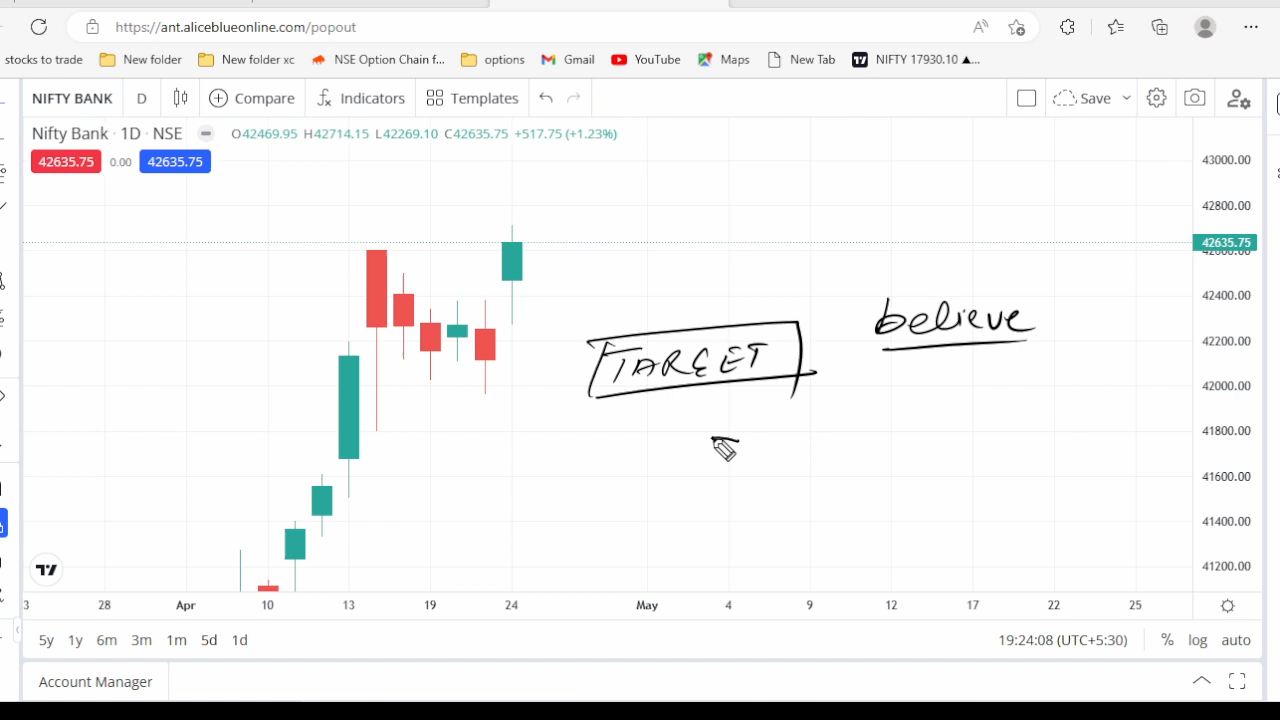 https://ant.aliceblueonline.com/popout
stocks to trade New folder New folder xc NSE Option Chain f... options Gmail YouTube Maps New Tab NIFTY 17930.10 ▲...
NIFTY BANK D Compare Indicators Templates Save
Nifty Bank · 1D · NSE O42469.95 H42714.15 L42269.10 C42635.75 +517.75 (+1.23%)
42635.75 0.00 42635.75
43000.00
42800.00
42635.75
42400.00
believe
42200.00
TARGET
42000.00
41800.00
41600.00
41400.00
41200.00
3 28 Apr 10 13 19 24 May 4 9 12 17 22 25
5y 1y 6m 3m 1m 5d 1d 19:24:08 (UTC+5:30) % log auto
Account Manager